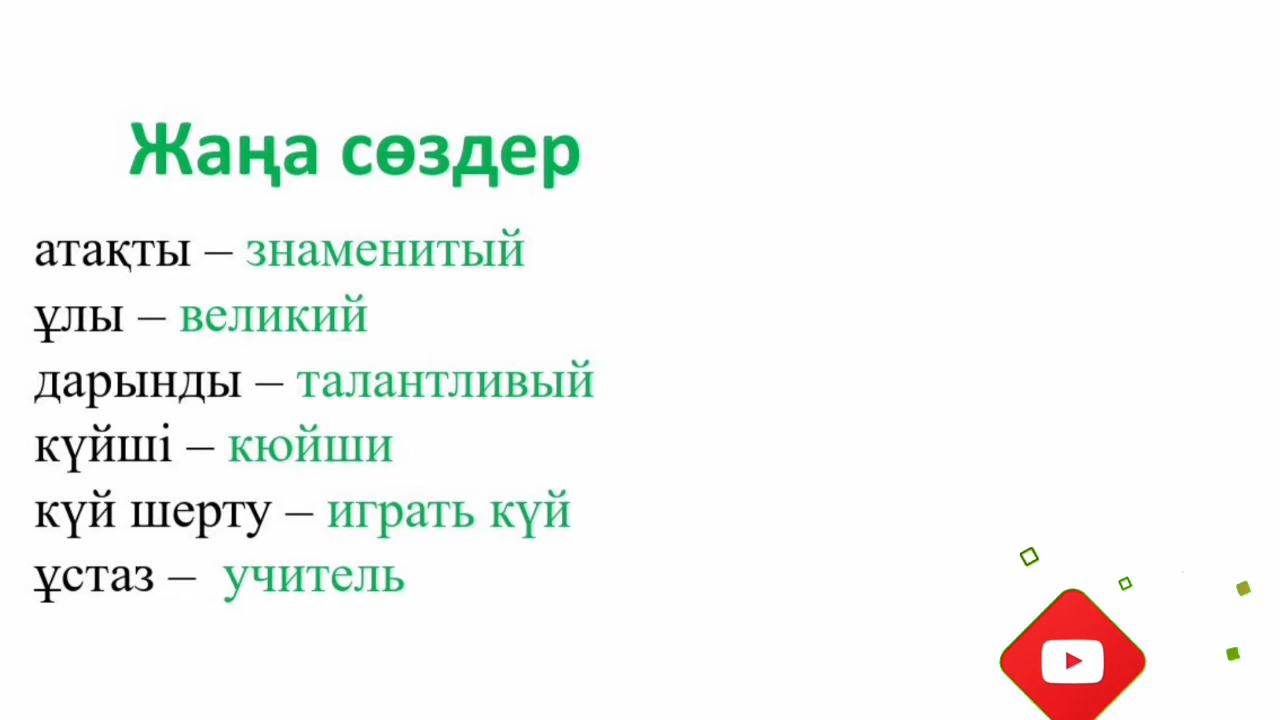 Жаңа сөздер
атақты – знаменитый
ұлы – великий
дарынды – талантливый
күйші – кюйши
күй шерту – играть күй
ұстаз – учитель